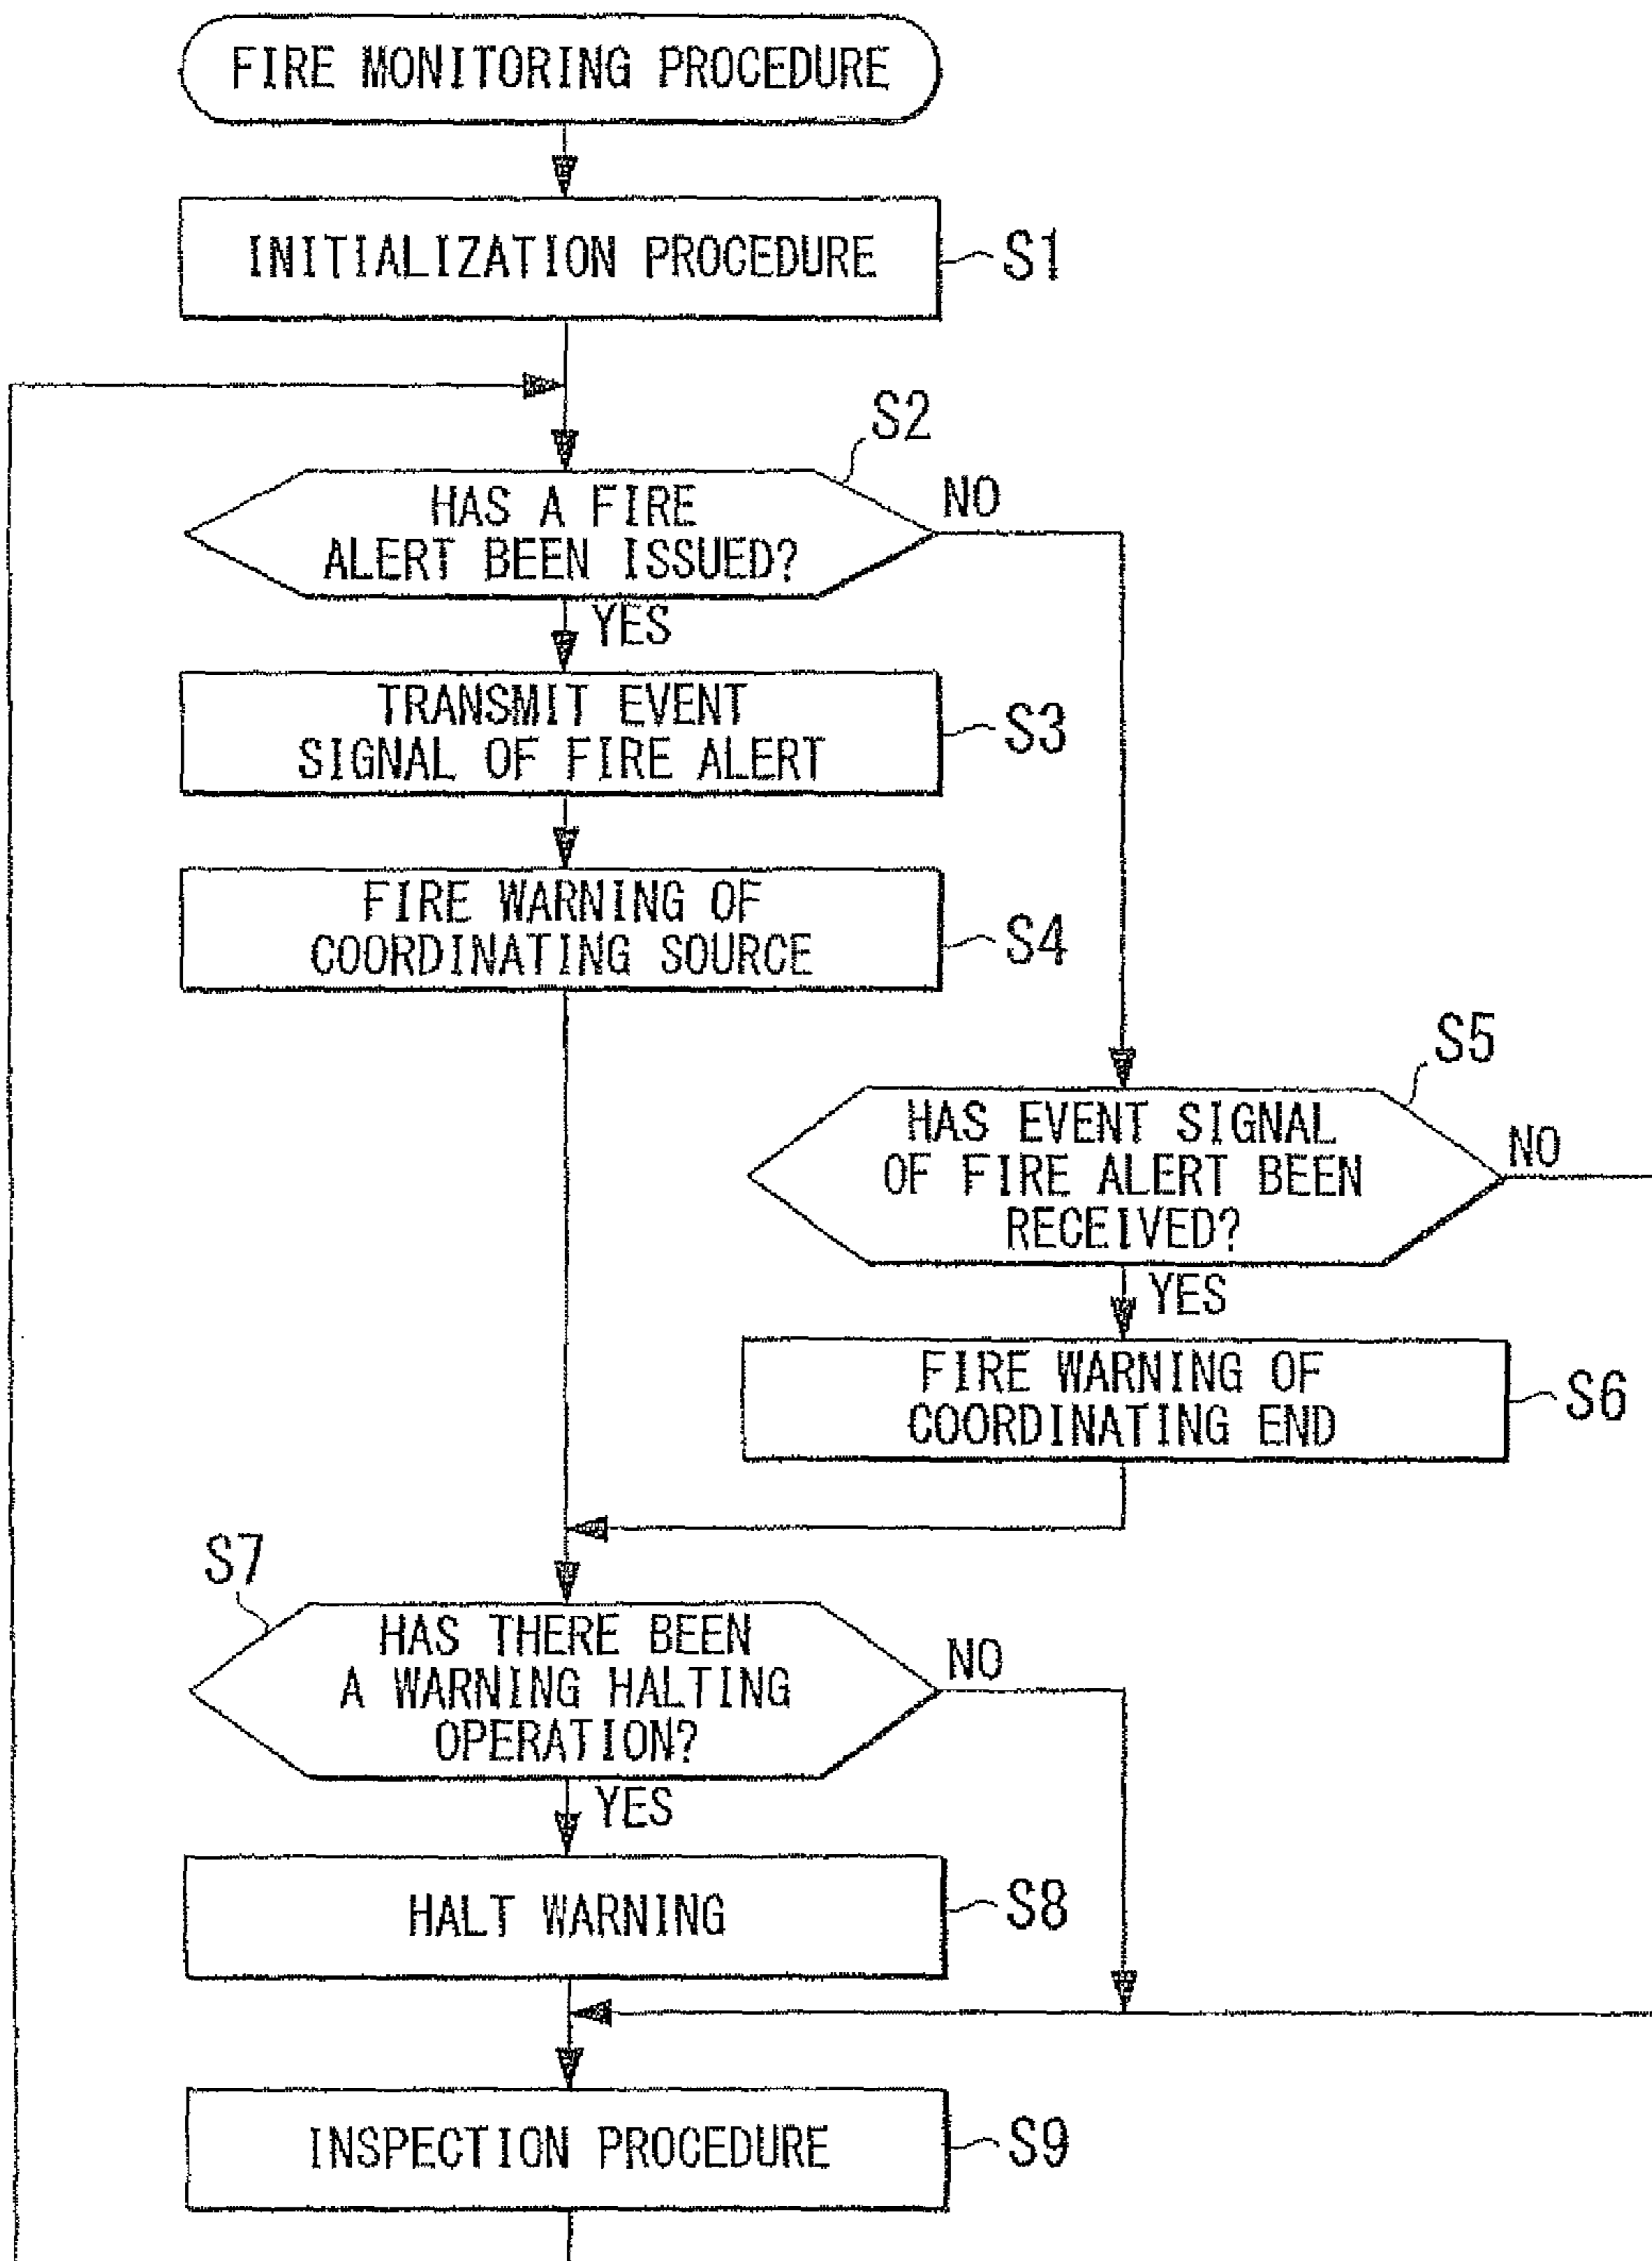 FIRE MONITORING PROCEDURE
INITIALIZATION PROCEDURE
S1
S2
HAS A FIRE
ALERT BEEN ISSUED?
NO
YES
TRANSMIT EVENT
SIGNAL OF FIRE ALERT
S3
FIRE WARNING OF
COORDINATING SOURCE
S4
S5
HAS EVENT SIGNAL
OF FIRE ALERT BEEN
RECEIVED?
NO
YES
FIRE WARNING OF
COORDINATING END
S6
S7
HAS THERE BEEN
A WARNING HALTING
OPERATION?
NO
YES
HALT WARNING
S8
INSPECTION PROCEDURE
S9